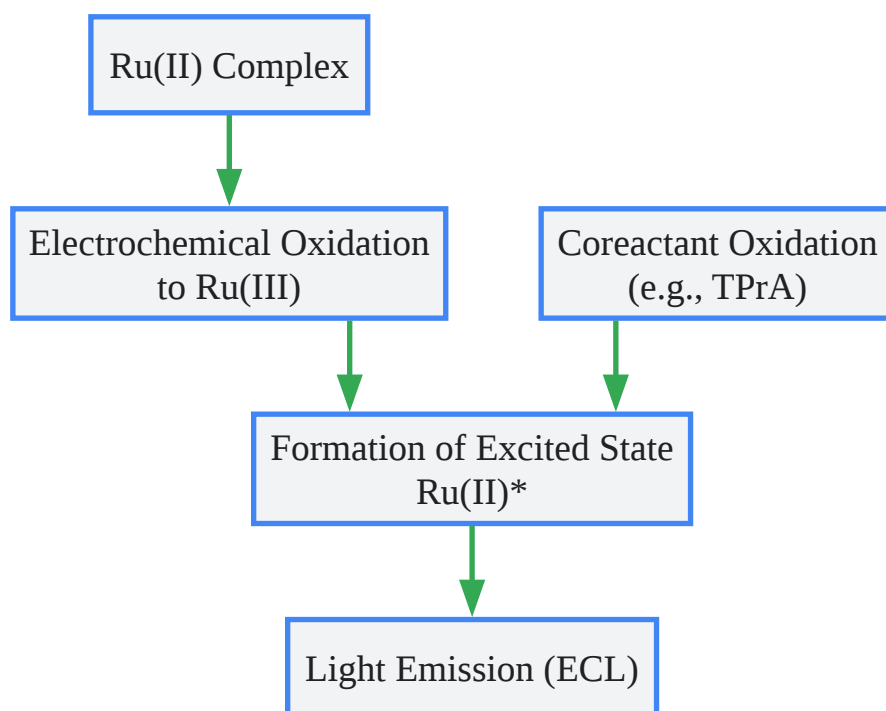 Ru(II) Complex
Electrochemical Oxidation
to Ru(III)
Coreactant Oxidation
(e.g., TPrA)
Formation of Excited State
Ru(II)*
Light Emission (ECL)